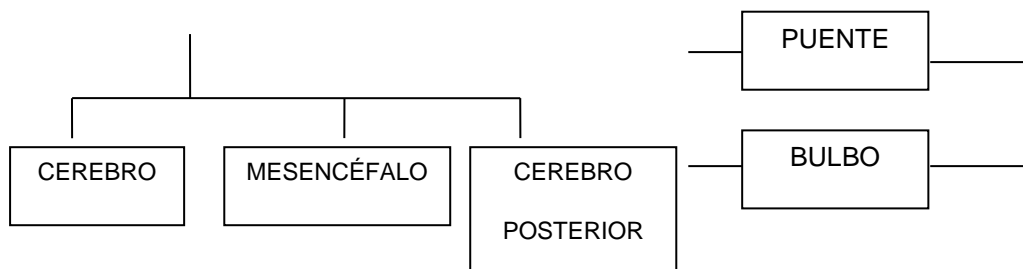 PUENTE
BULBO
CEREBRO
MESENCÉFALO
CEREBRO
POSTERIOR